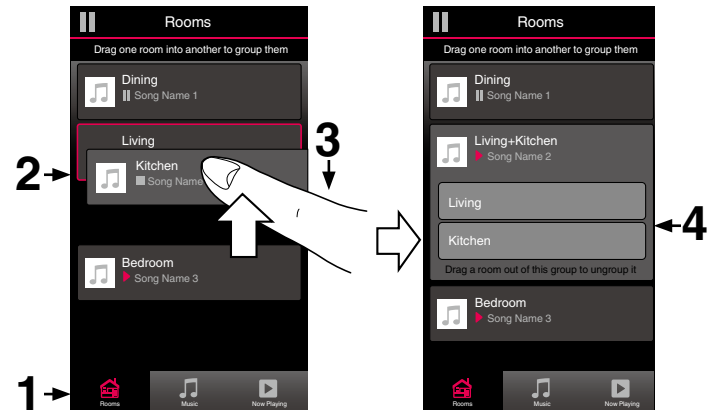 Rooms
Drag one room into another to group them
Dining
Song Name 1
Living
Kitchen
Song Name
Bedroom
Song Name 3
Rooms
Music
Now Playing
1
2
3
Rooms
Drag one room into another to group them
Dining
Song Name 1
Living+Kitchen
Song Name 2
Living
Kitchen
Drag a room out of this group to ungroup it
Bedroom
Song Name 3
Rooms
Music
Now Playing
4